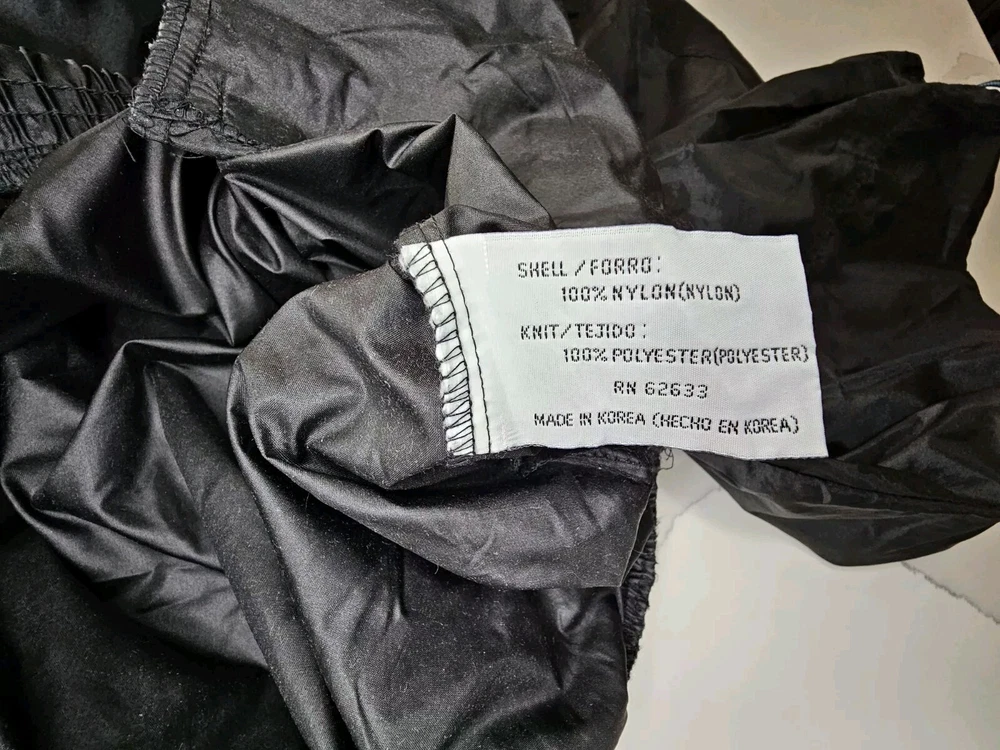 SHELL/FORRO:
100% NYLON(NYLON)
KNIT/TEJIDO:
100% POLYESTER(POLYESTER)
RN 62633
MADE IN KOREA (HECHO EN KOREA)